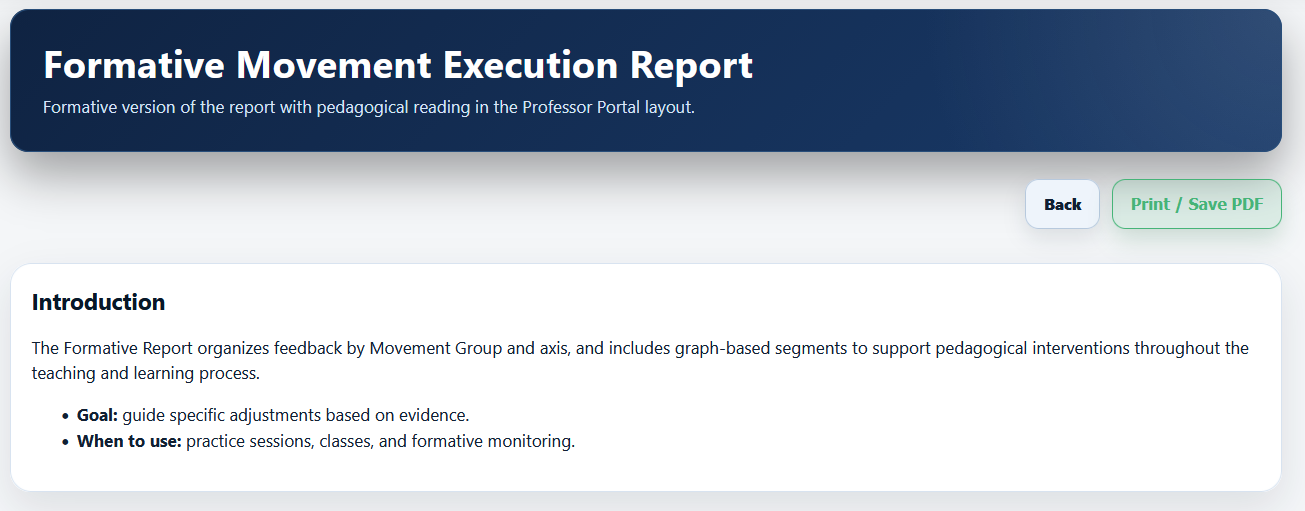 Formative Movement Execution Report
Formative version of the report with pedagogical reading in the Professor Portal layout.
Back
Print / Save PDF
Introduction
The Formative Report organizes feedback by Movement Group and axis, and includes graph-based segments to support pedagogical interventions throughout the
teaching and learning process.
• Goal: guide specific adjustments based on evidence.
• When to use: practice sessions, classes, and formative monitoring.